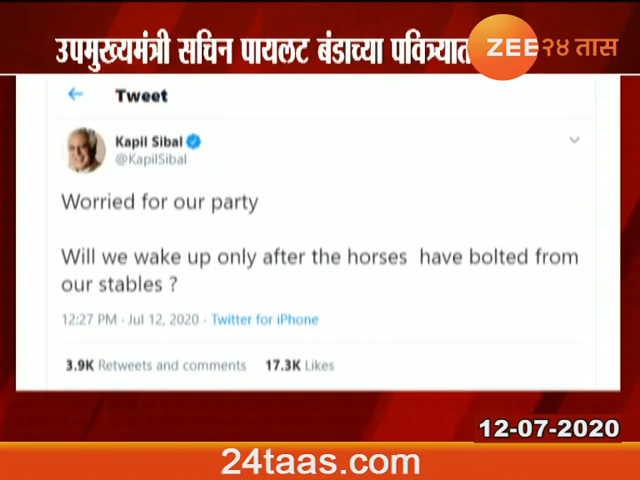 उपमुख्यमंत्री सचिन पायलट बंडाच्या पवित्र्यात
ZEE २४ तास
Tweet
Kapil Sibal
@KapilSibal
Worried for our party
Will we wake up only after the horses have bolted from
our stables ?
12:27 PM · Jul 12, 2020 · Twitter for iPhone
3.9K Retweets and comments 17.3K Likes
12-07-2020
24taas.com